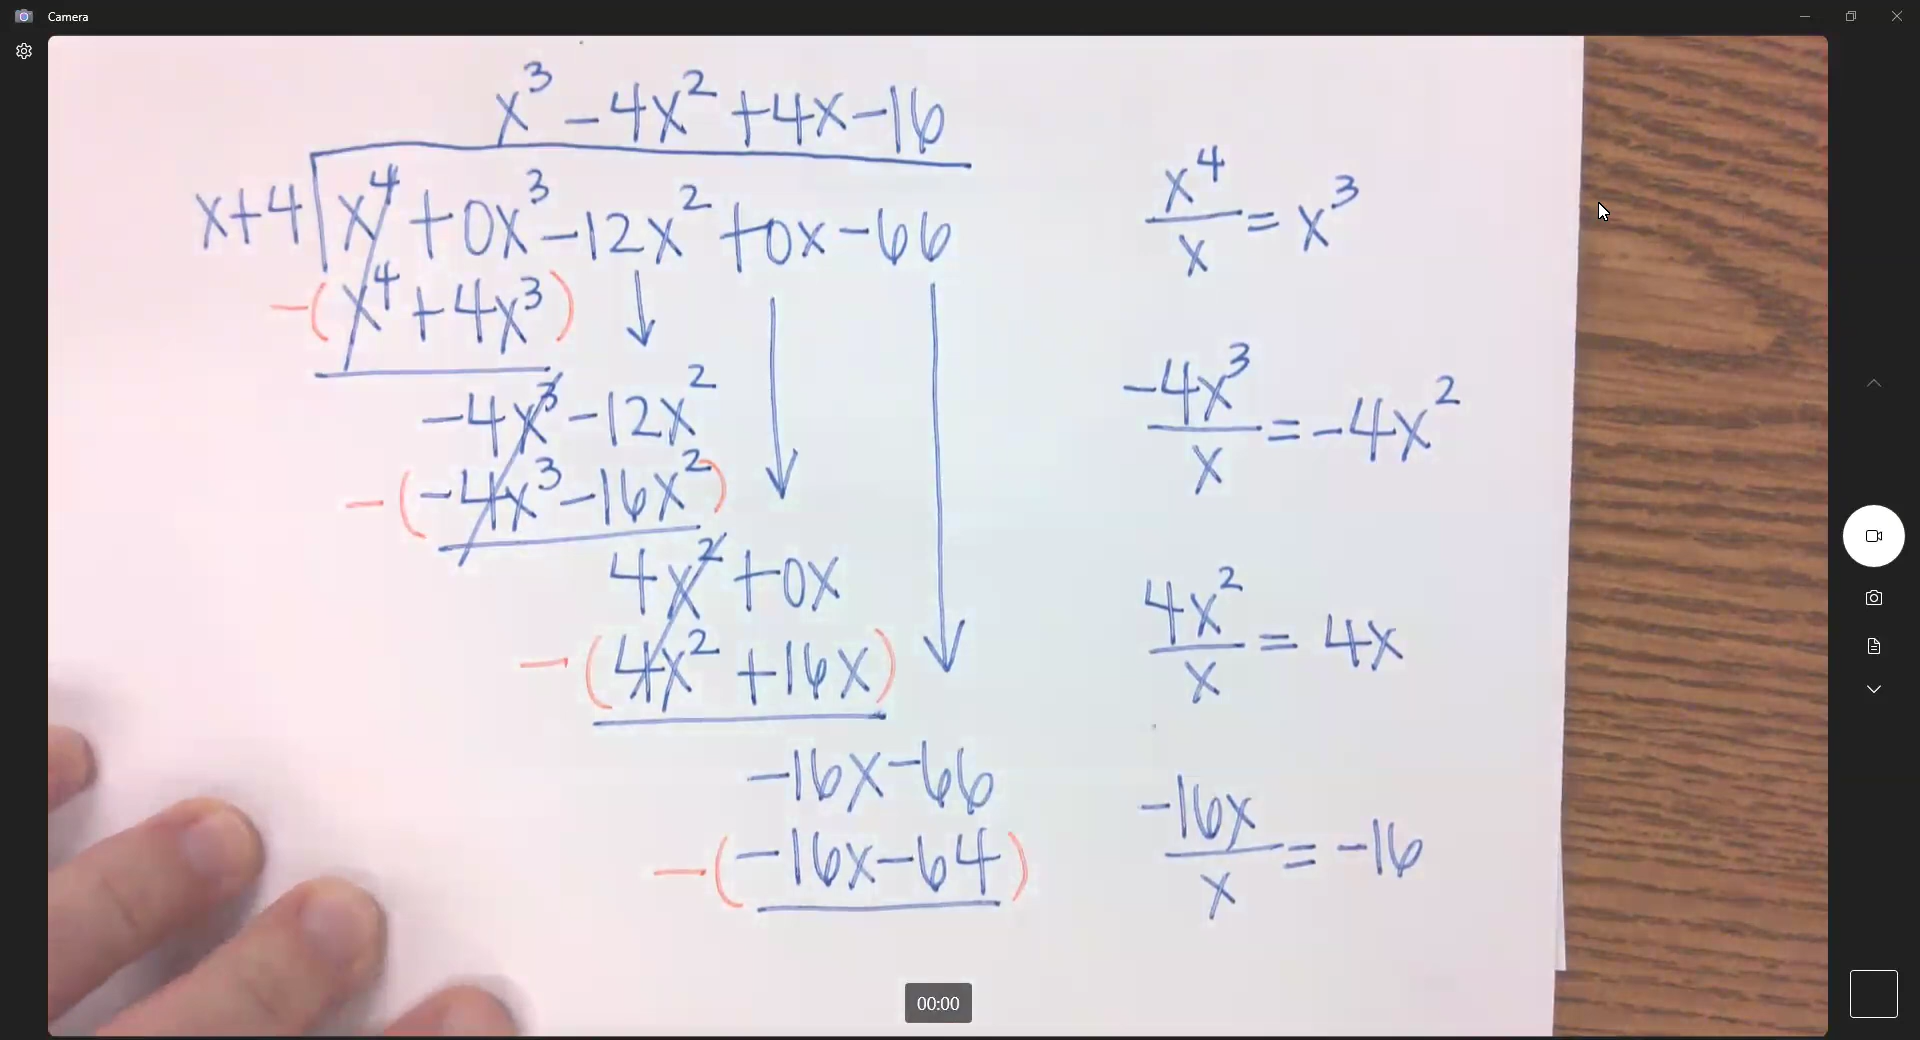 Camera
x³ - 4x² + 4x - 16
x+4 x⁴ + 0x³ - 12x² + 0x - 66
-(x⁴ + 4x³)
-4x³ - 12x²
-(-4x³ - 16x²)
4x² + 0x
-(4x² + 16x)
-16x - 66
-(-16x - 64)
x⁴/x = x³
-4x³/x = -4x²
4x²/x = 4x
-16x/x = -16
00:00